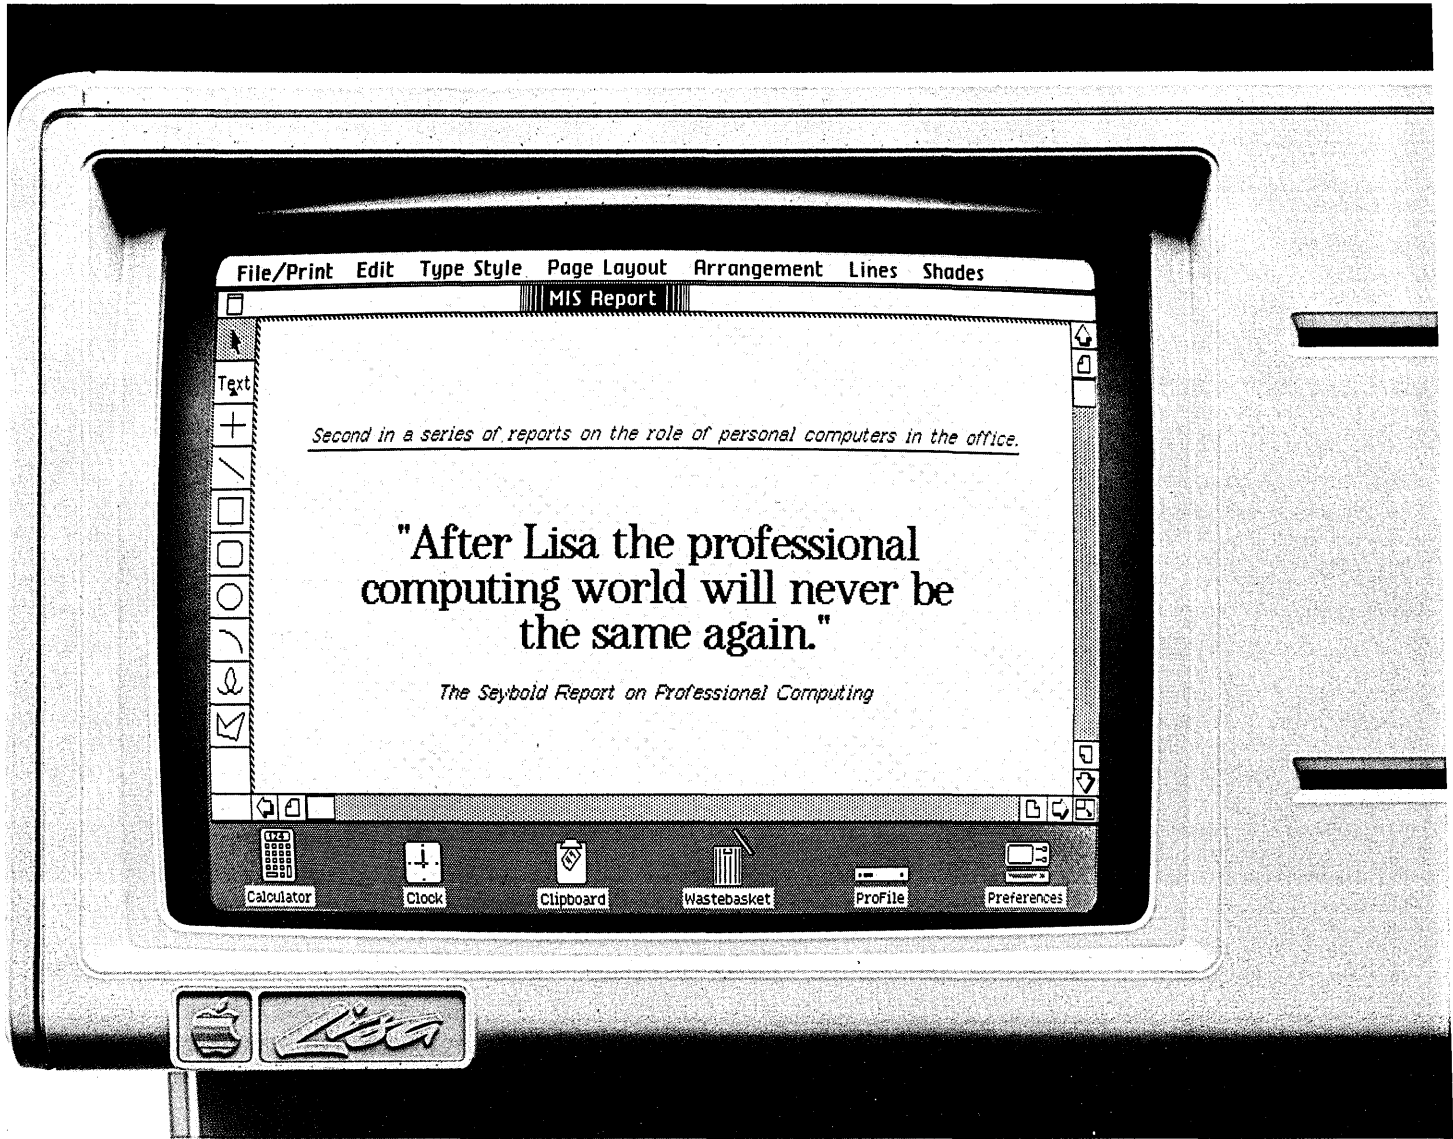 File/Print Edit Type Style Page Layout Arrangement Lines Shades
MIS Report
Text
Second in a series of reports on the role of personal computers in the office.
"After Lisa the professional
computing world will never be
the same again."
The Seybold Report on Professional Computing
Calculator Clock Clipboard Wastebasket ProFile Preferences
Lisa